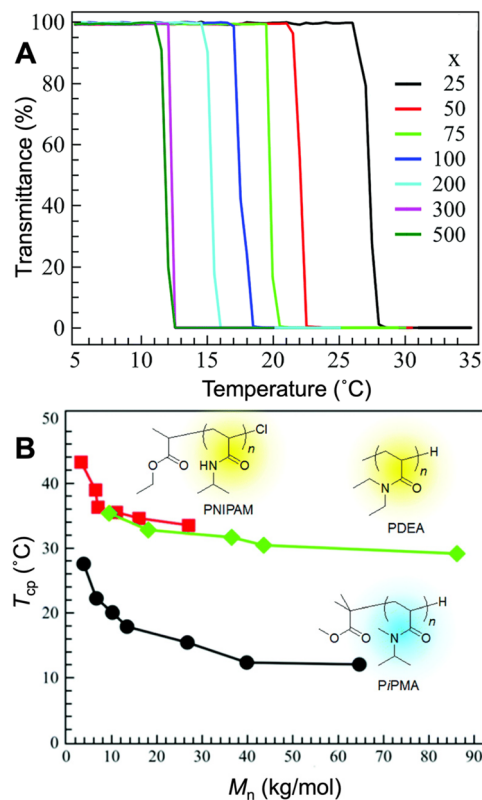 A
100
80
60
40
20
0
Transmittance (%)
x
25
50
75
100
200
300
500
5 10 15 20 25 30 35
Temperature (˚C)
B
50
40
30
20
10
0
T_cp (°C)
Cl
n
O
O
HN
O
PNIPAM
H
n
N
O
PDEA
H
n
O
O
N
O
PiPMA
0 10 20 30 40 50 60 70 80 90
M_n (kg/mol)